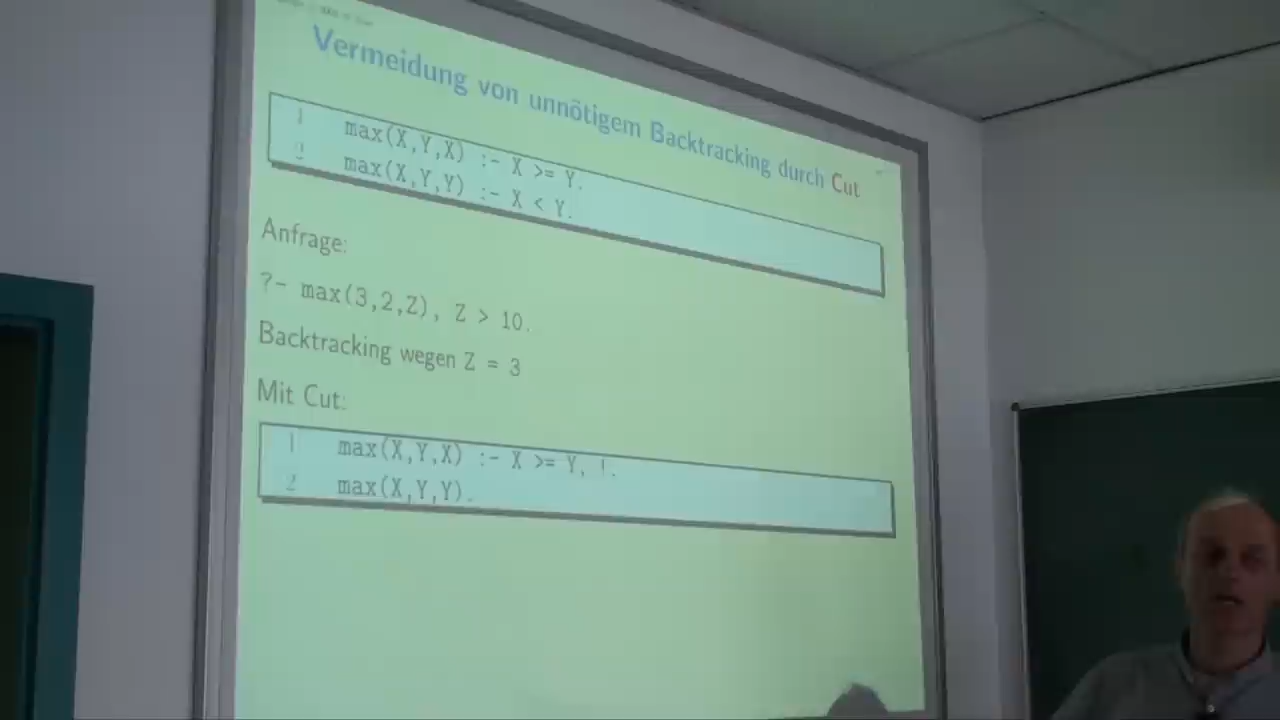 Vermeidung von unnötigem Backtracking durch Cut
1 max(X,Y,X) :- X >= Y.
2 max(X,Y,Y) :- X < Y.
Anfrage:
?- max(3,2,Z), Z > 10.
Backtracking wegen Z = 3
Mit Cut:
1 max(X,Y,X) :- X >= Y, !.
2 max(X,Y,Y).